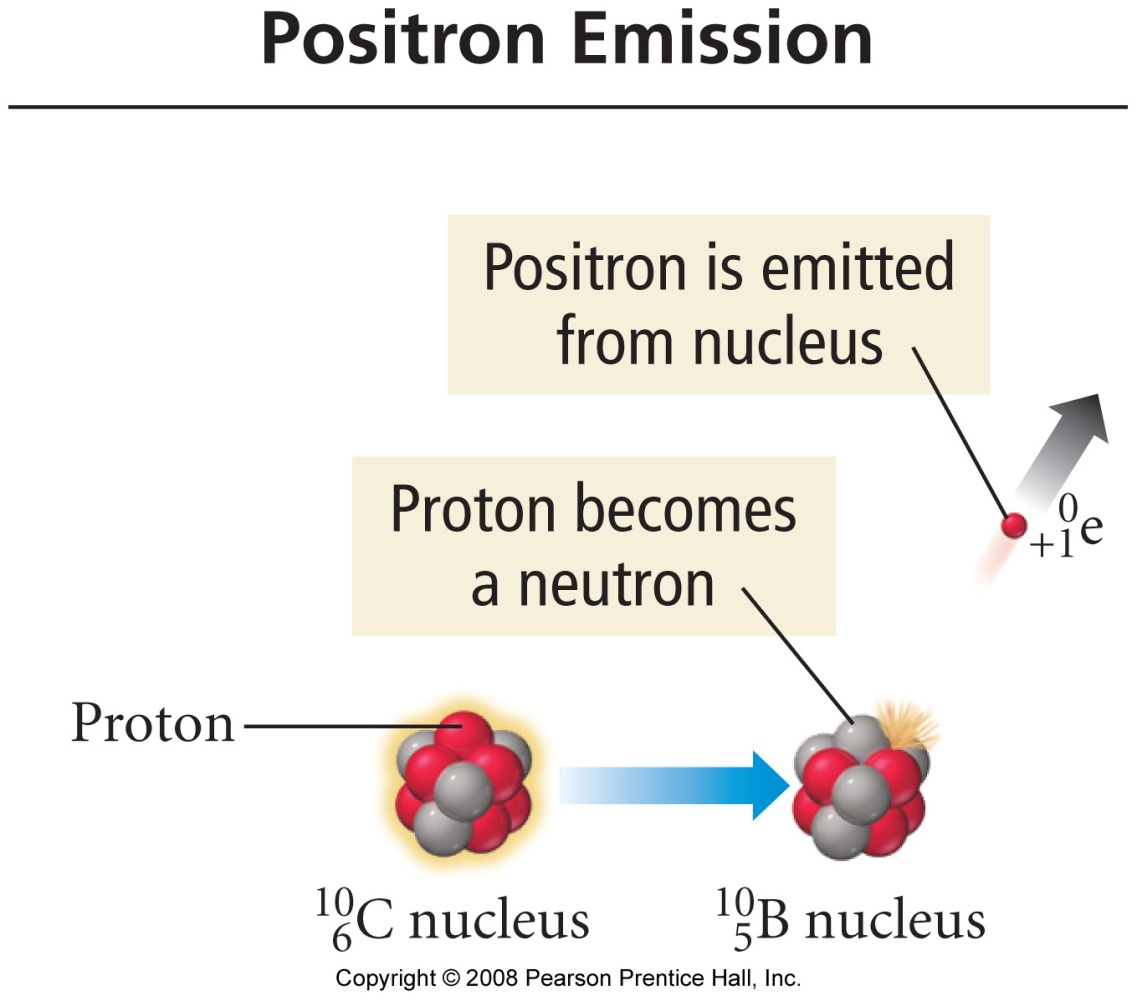 Positron Emission
Positron is emitted
from nucleus
0
+1e
Proton becomes
a neutron
Proton
10
6C nucleus
10
5B nucleus
Copyright © 2008 Pearson Prentice Hall, Inc.